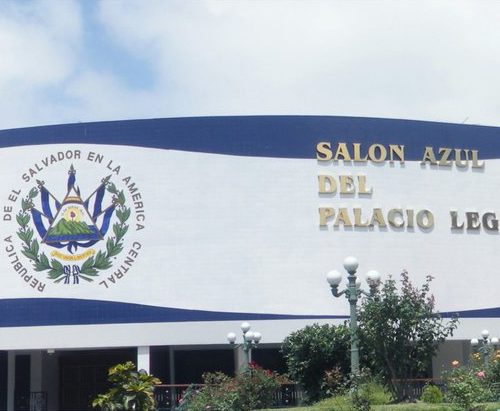 REPUBLICA DE EL SALVADOR EN LA AMERICA CENTRAL
SALON AZUL
DEL
PALACIO LEG